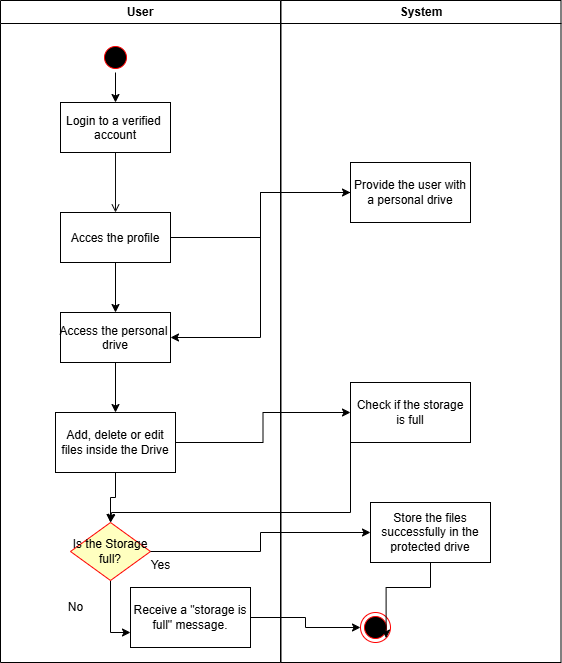 User
System
Login to a verified
account
Provide the user with
a personal drive
Acces the profile
Access the personal
drive
Check if the storage
is full
Add, delete or edit
files inside the Drive
Store the files
successfully in the
protected drive
Is the Storage
full?
Yes
No
Receive a "storage is
full" message.